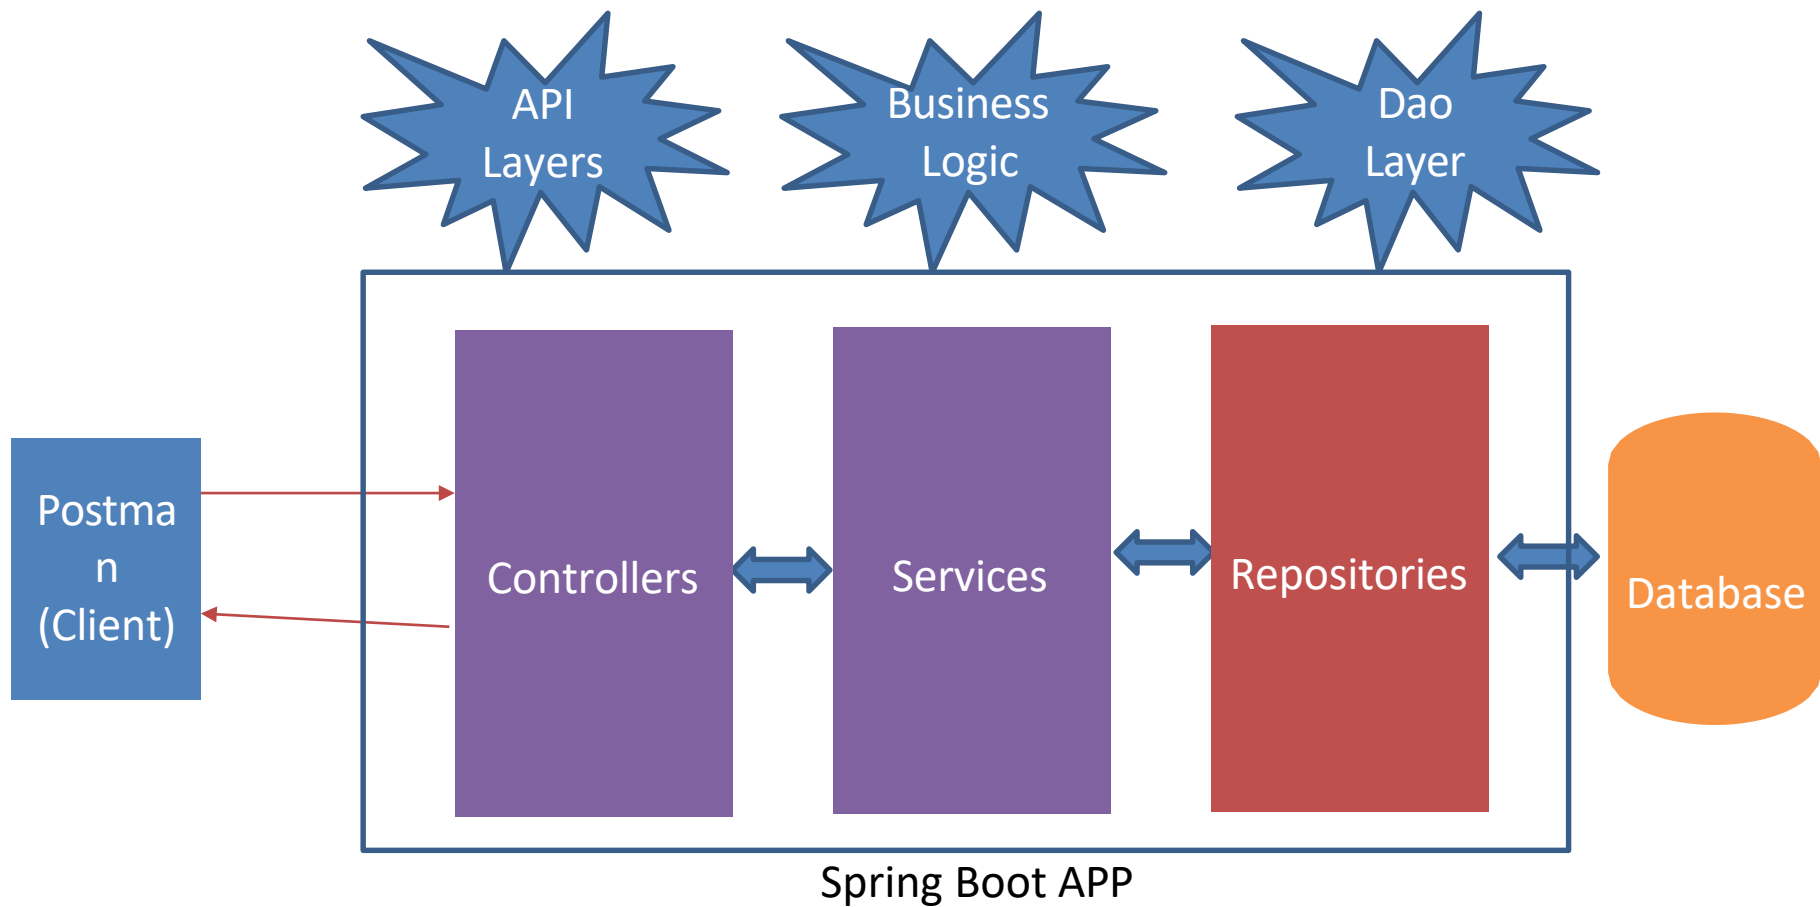 API
Layers
Business
Logic
Dao
Layer
Postma
n
(Client)
Controllers
Services
Repositories
Database
Spring Boot APP